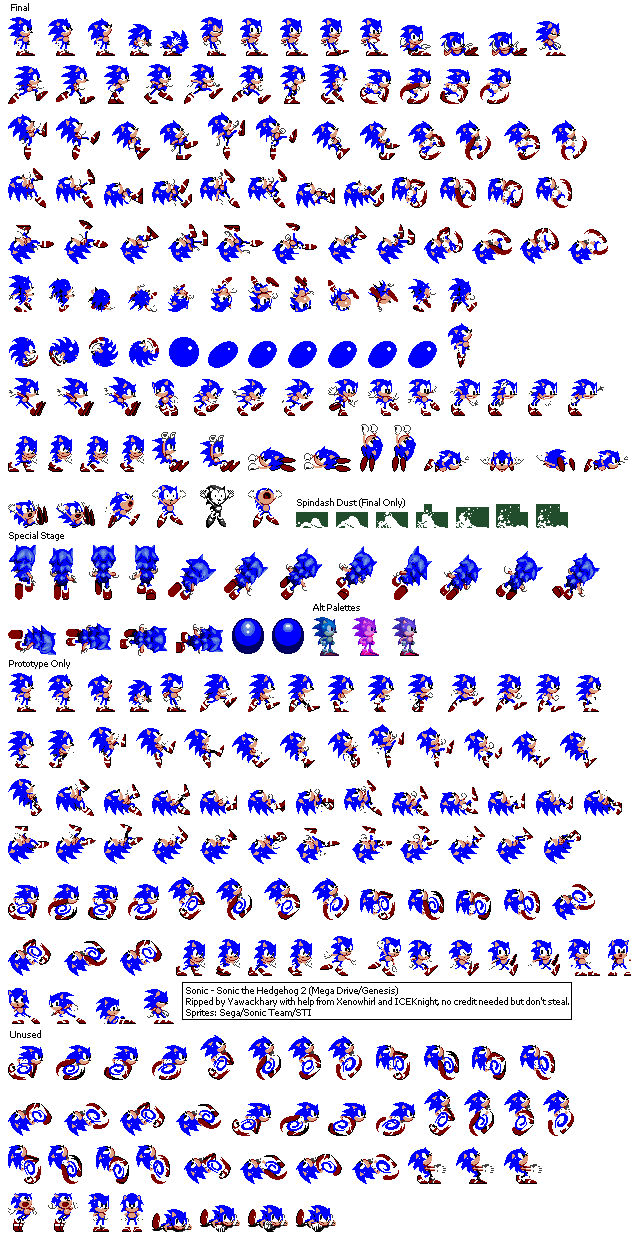 Final
Spindash Dust (Final Only)
Special Stage
Alt Palettes
Prototype Only
Sonic - Sonic the Hedgehog 2 (Mega Drive/Genesis)
Ripped by Yawackhary with help from Xenowhirl and ICEKnight, no credit needed but don't steal.
Sprites: Sega/Sonic Team/STI
Unused